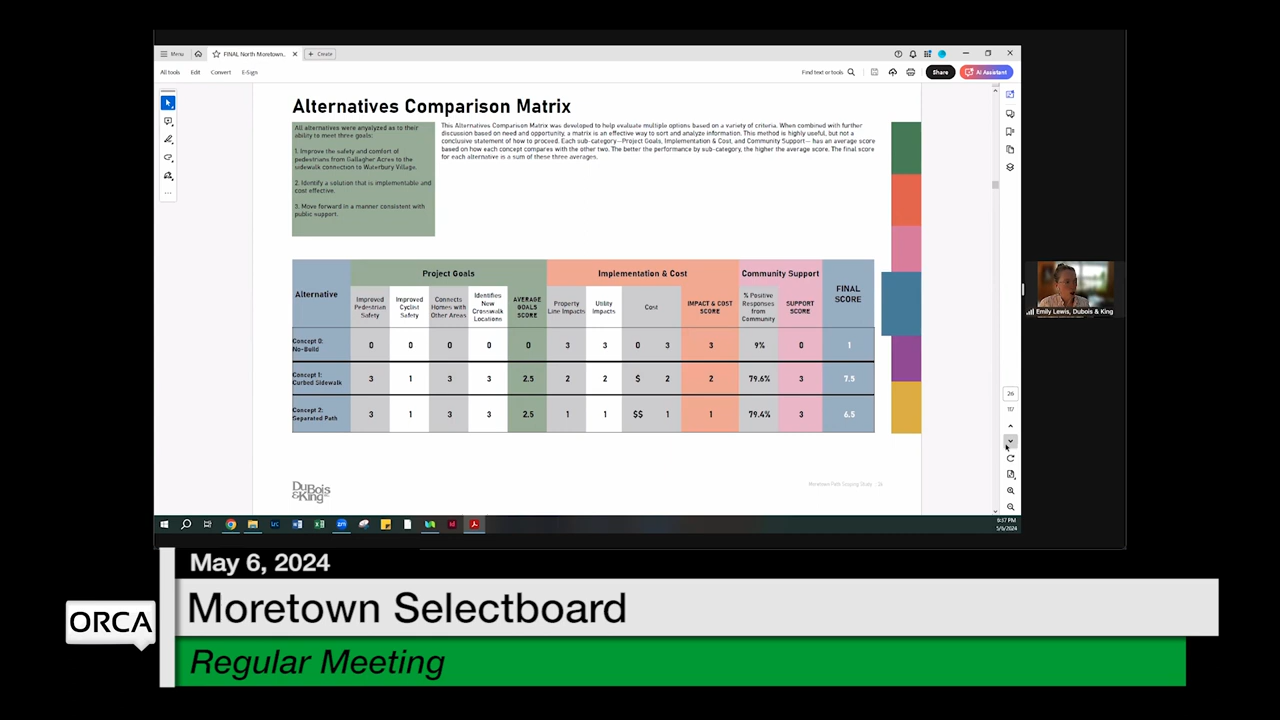 Menu
FINAL North Moretown...
Create
All tools
Edit
Convert
E-Sign
Find text or tools
Share
AI Assistant
Alternatives Comparison Matrix
All alternatives were anyalyzed as to their
ability to meet three goals:
1. Improve the safety and comfort of
pedestrians from Gallagher Acres to the
sidewalk connection to Waterbury Village.
2. Identify a solution that is implementable and
cost effective.
3. Move forward in a manner consistent with
public support.
This Alternatives Comparison Matrix was developed to help evaluate multiple options based on a variety of criteria. When combined with further
discussion based on need and opportunity, a matrix is an effective way to sort and analyze information. This method is highly useful, but not a
conclusive statement of how to proceed. Each sub-category—Project Goals, Implementation & Cost, and Community Support— has an average score
based on how each concept compares with the other two. The better the performance by sub-category, the higher the average score. The final score
for each alternative is a sum of these three averages.
Alternative
Project Goals
Implementation & Cost
Community Support
FINAL
SCORE
Improved
Pedestrian
Safety
Improved
Cyclist
Safety
Connects
Homes with
Other Areas
Identifies
New
Crosswalk
Locations
AVERAGE
GOALS
SCORE
Property
Line Impacts
Utility
Impacts
Cost
IMPACT & COST
SCORE
% Positive
Responses
from
Community
SUPPORT
SCORE
Concept 0:
No-Build
0 0 0 0 0 3 3 0 3 3 9% 0 1
Concept 1:
Curbed Sidewalk
3 1 3 3 2.5 2 2 $ 2 2 79.6% 3 7.5
Concept 2:
Separated Path
3 1 3 3 2.5 1 1 $$ 1 1 79.4% 3 6.5
DuBois
&King
Moretown Path Scoping Study
26
26
117
Emily Lewis, Dubois & King
5/6/2024
May 6, 2024
Moretown Selectboard
ORCA
Regular Meeting